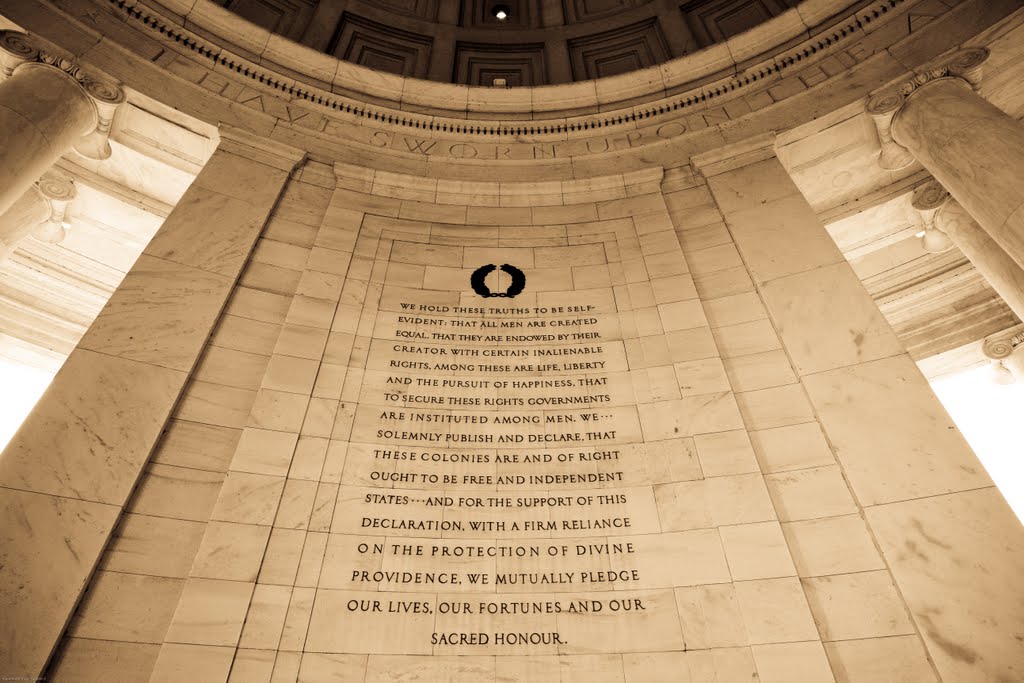 I HAVE SWORN UPON THE A
WE HOLD THESE TRUTHS TO BE SELF-
EVIDENT: THAT ALL MEN ARE CREATED
EQUAL, THAT THEY ARE ENDOWED BY THEIR
CREATOR WITH CERTAIN INALIENABLE
RIGHTS, AMONG THESE ARE LIFE, LIBERTY
AND THE PURSUIT OF HAPPINESS, THAT
TO SECURE THESE RIGHTS GOVERNMENTS
ARE INSTITUTED AMONG MEN. WE···
SOLEMNLY PUBLISH AND DECLARE, THAT
THESE COLONIES ARE AND OF RIGHT
OUGHT TO BE FREE AND INDEPENDENT
STATES···AND FOR THE SUPPORT OF THIS
DECLARATION, WITH A FIRM RELIANCE
ON THE PROTECTION OF DIVINE
PROVIDENCE, WE MUTUALLY PLEDGE
OUR LIVES, OUR FORTUNES AND OUR
SACRED HONOUR.